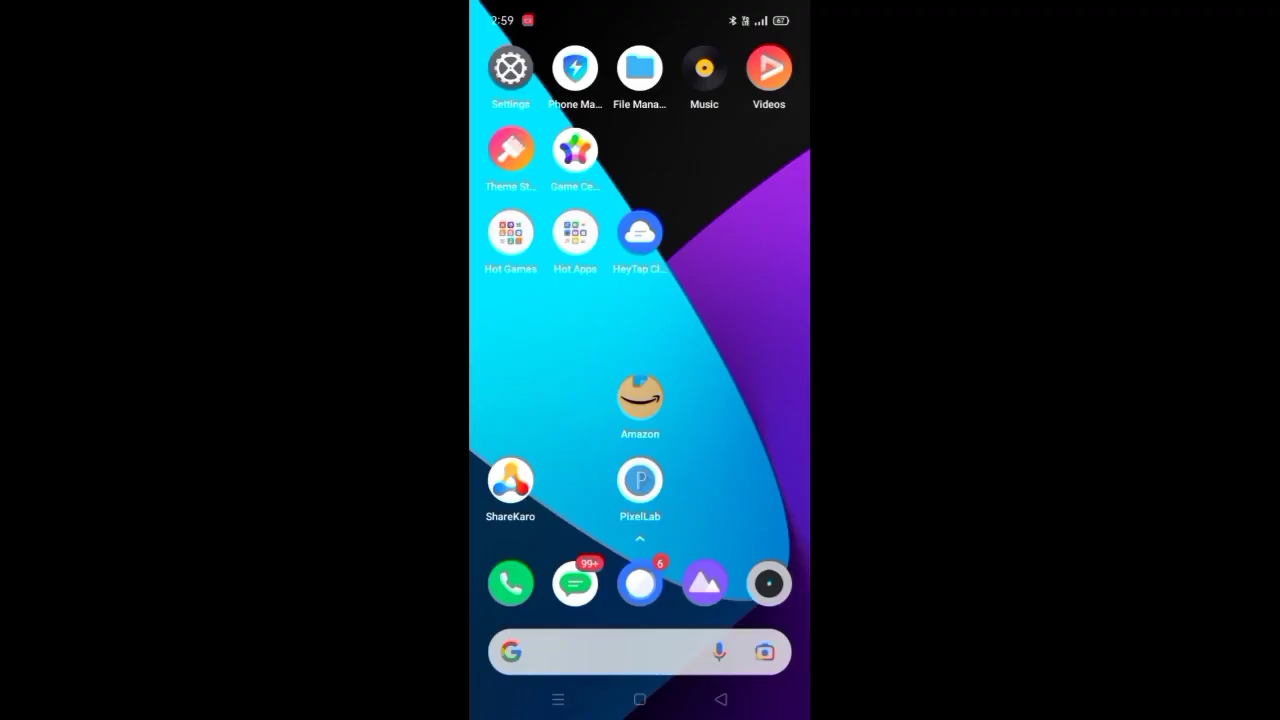 2:59 67
Settings Phone Ma... File Mana... Music Videos
Theme St... Game Ce...
Hot Games Hot Apps HeyTap Cl...
Amazon
ShareKaro PixelLab
99+ 6